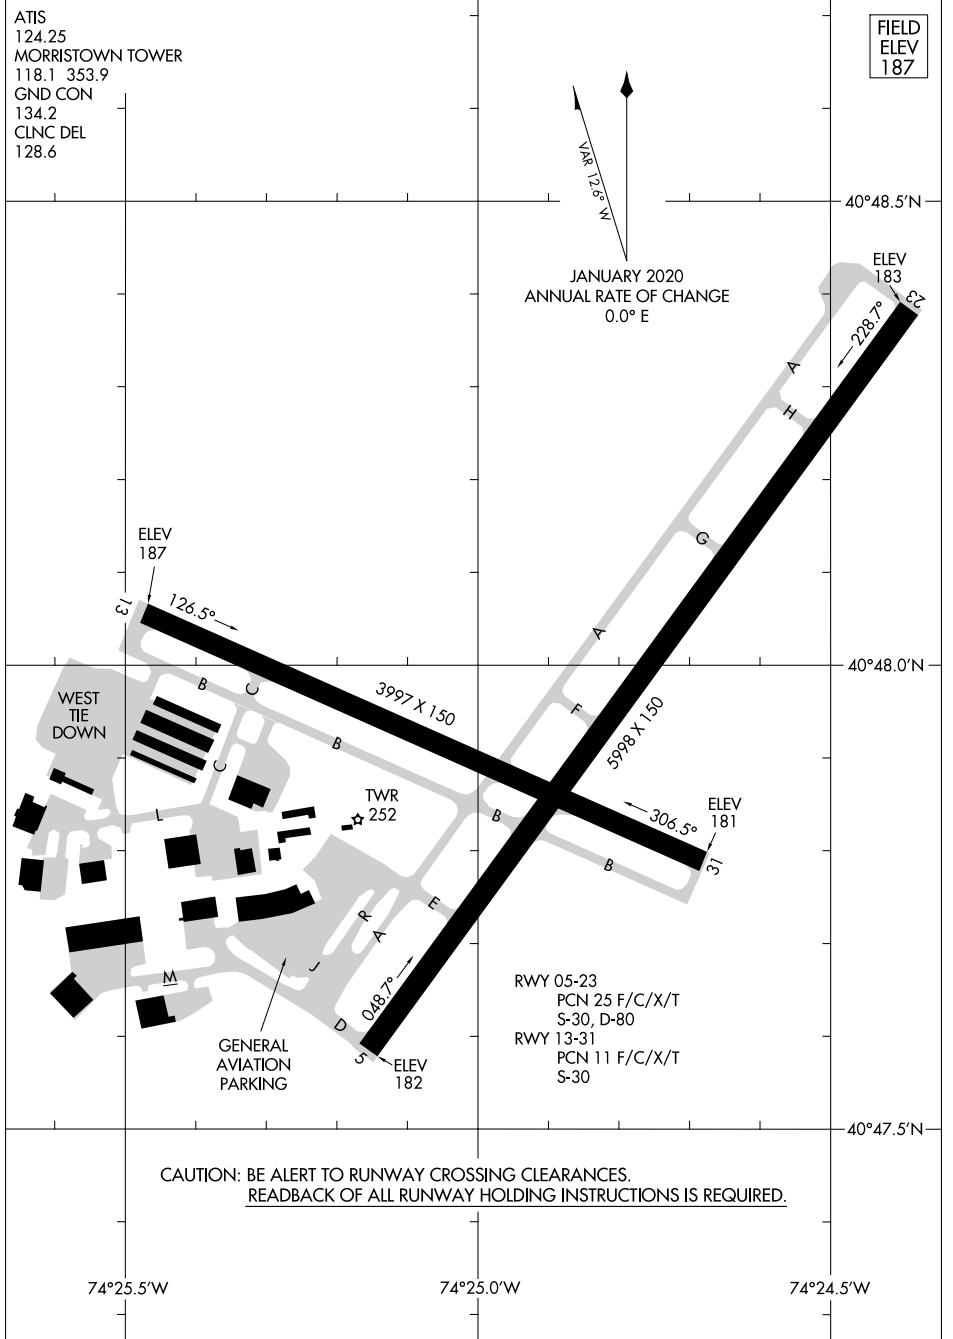 ATIS
124.25
MORRISTOWN TOWER
118.1 353.9
GND CON
134.2
CLNC DEL
128.6
FIELD
ELEV
187
VAR 12.6° W
40°48.5'N
JANUARY 2020
ANNUAL RATE OF CHANGE
0.0° E
ELEV
183
23
228.7°
A
H
G
ELEV
187
13
126.5°
A
40°48.0'N
B
C
3997 X 150
WEST
TIE
DOWN
F
5998 X 150
B
C
TWR
252
L
B
306.5°
ELEV
181
31
B
E
R
A
J
M
048.7°
D
5
ELEV
182
GENERAL
AVIATION
PARKING
RWY 05-23
PCN 25 F/C/X/T
S-30, D-80
RWY 13-31
PCN 11 F/C/X/T
S-30
40°47.5'N
CAUTION: BE ALERT TO RUNWAY CROSSING CLEARANCES.
READBACK OF ALL RUNWAY HOLDING INSTRUCTIONS IS REQUIRED.
74°25.5'W
74°25.0'W
74°24.5'W